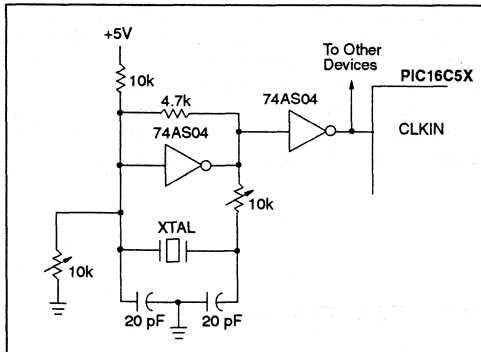 +5V
10k
4.7k
74AS04
74AS04
To Other
Devices
PIC16C5X
CLKIN
10k
XTAL
10k
20 pF
20 pF